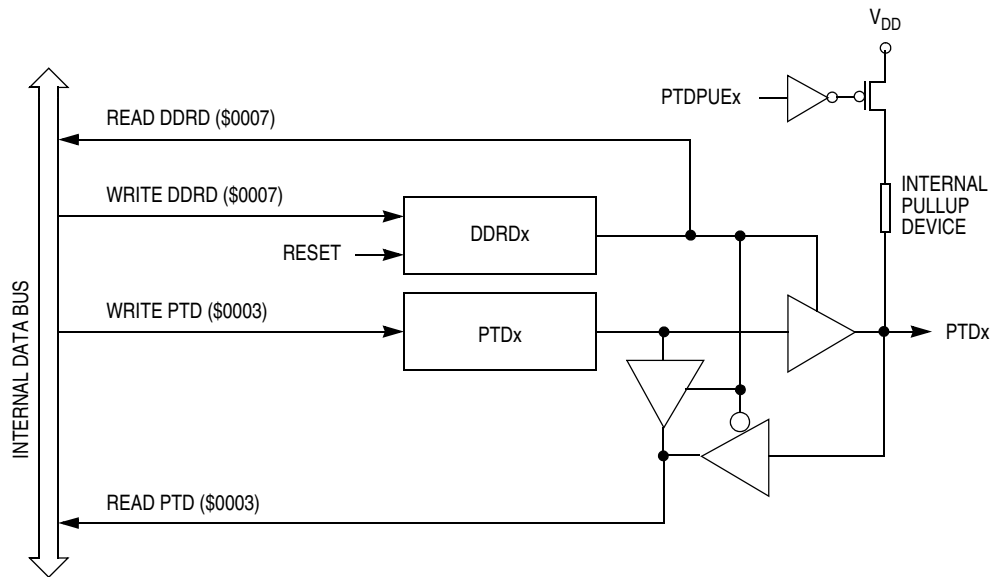 VDD
PTDPUEx
READ DDRD ($0007)
WRITE DDRD ($0007)
INTERNAL
PULLUP
DEVICE
DDRDx
RESET
WRITE PTD ($0003)
PTDx
PTDx
INTERNAL DATA BUS
READ PTD ($0003)